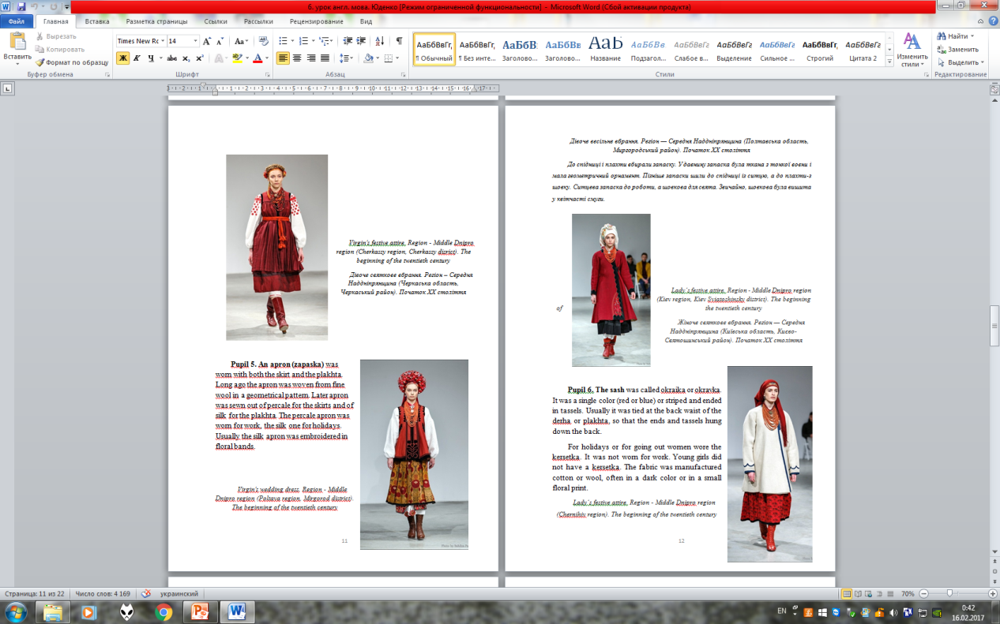 6. урок англ. мова. Юденко [Режим ограниченной функциональности] - Microsoft Word (Сбой активации продукта)
Файл Главная Вставка Разметка страницы Ссылки Рассылки Рецензирование Вид
Вставить
Вырезать
Копировать
Формат по образцу
Буфер обмена
Times New Ro 14
Ж К Ч abc x₂ x²
Шрифт
Абзац
АаБбВвГг, АаБбВвГг, АаБбВ АаБбВв АаБ АаБбВв АаБбВвГг АаБбВвГг АаБбВвГг АаБбВвГг, АаБбВвГг
¶ Обычный ¶ Без инте... Заголово... Заголово... Название Подзагол... Слабое в... Выделение Сильное ... Строгий Цитата 2
Изменить стили
Стили
Найти
Заменить
Выделить
Редактирование
Virgin's festive attire. Region - Middle Dnipro
region (Cherkassy region, Cherkassy disrict). The
beginning of the twentieth century
Дівоче святкове вбрання. Регіон – Середня
Наддніпрянщина (Черкаська область,
Черкаський район). Початок XX століття
Pupil 5. An apron (zapaska) was
worn with both the skirt and the plakhta.
Long ago the apron was woven from fine
wool in a geometrical pattern. Later apron
was sewn out of percale for the skirts and of
silk for the plakhta. The percale apron was
worn for work, the silk one for holidays.
Usually the silk apron was embroidered in
floral bands.
Virgin's wedding dress. Region - Middle
Dnipro region (Poltava region, Mirgorod district).
The beginning of the twentieth century
11
Дівоче весільне вбрання. Регіон — Середня Наддніпрянщина (Полтавська область,
Миргородський район). Початок XX століття
До спідниці і плахти вбирали запаску. У давнину запаска була ткана з тонкої вовни і
мала геометричний орнамент. Пізніше запаски шили до спідниці із ситцю, а до плахти-з
шовку. Ситцева запаска до роботи, а шовкова для свята. Звичайно, шовкова була вишита
у квітчасті смуги.
Lady's festive attire. Region - Middle Dnipro region
(Kiev region, Kiev Sviatoshinsky district). The beginning
of the twentieth century
Жіноче святкове вбрання. Регіон — Середня
Наддніпрянщина (Київська область, Києво-
Святошинський район). Початок XX століття
Pupil 6. The sash was called okraika or okravka.
It was a single color (red or blue) or striped and ended
in tassels. Usually it was tied at the back waist of the
derha or plakhta, so that the ends and tassels hung
down the back.
For holidays or for going out women wore the
kersetka. It was not worn for work. Young girls did
not have a kersetka. The fabric was manufactured
cotton or wool, often in a dark color or in a small
floral print.
Lady's festive attire. Region - Middle Dnipro region
(Chernihiv region). The beginning of the twentieth century
12
Страница: 11 из 22 Число слов: 4 169 украинский 70%
EN 0:42
16.02.2017